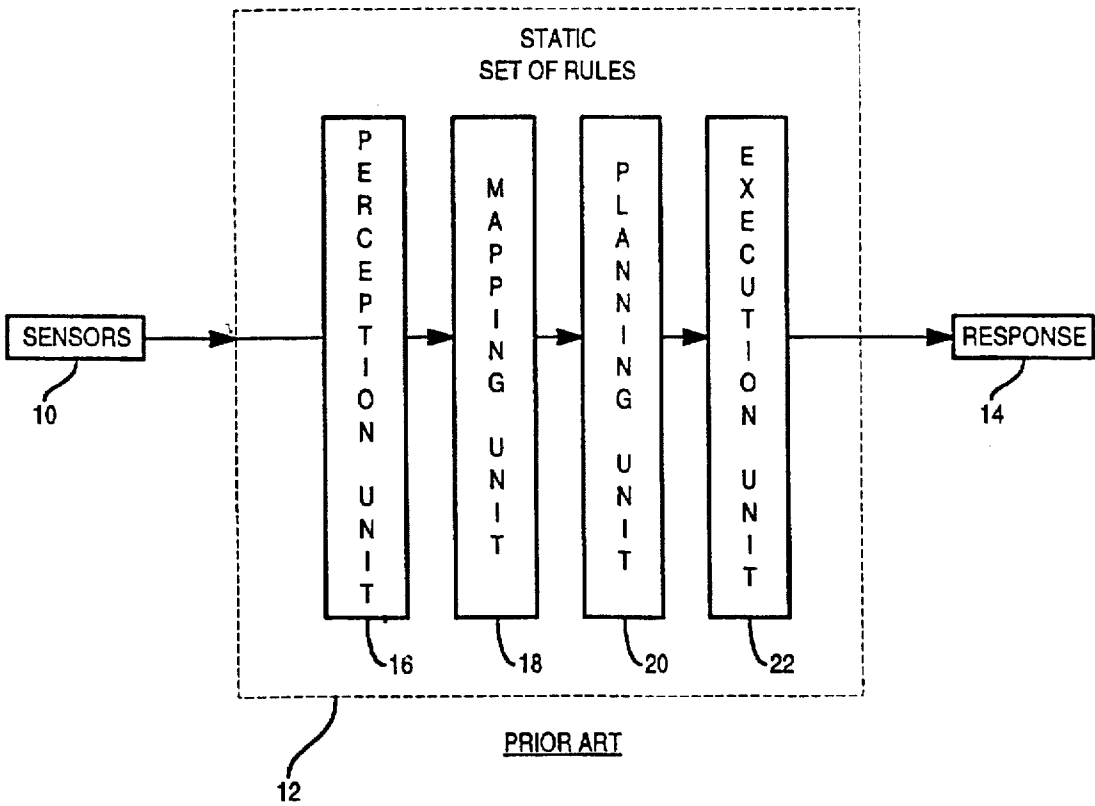 STATIC
SET OF RULES
SENSORS
10
PERCEPTION UNIT
16
MAPPING UNIT
18
PLANNING UNIT
20
EXECUTION UNIT
22
RESPONSE
14
12
PRIOR ART